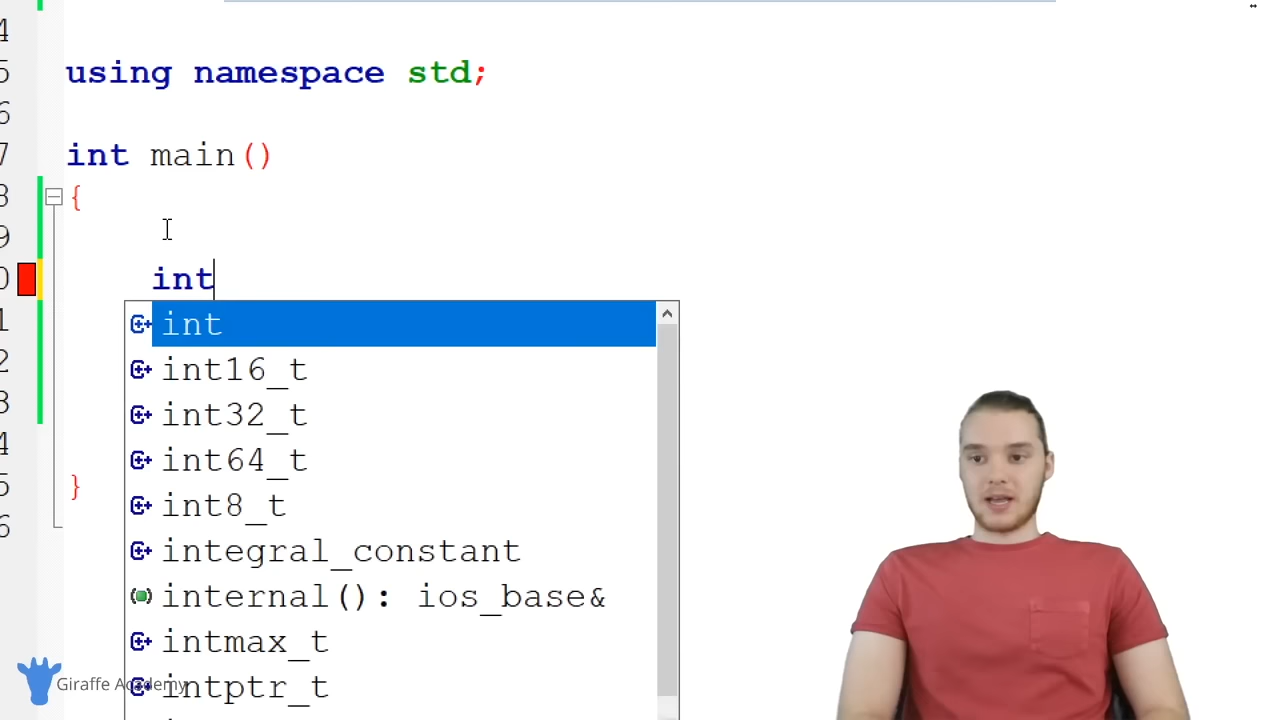 4
5 using namespace std;
6
7 int main()
8 {
9
0 int
1 int
2 int16_t
3 int32_t
4 int64_t
5 } int8_t
6 integral_constant
internal(): ios_base&
intmax_t
intptr_t
Giraffe Academy